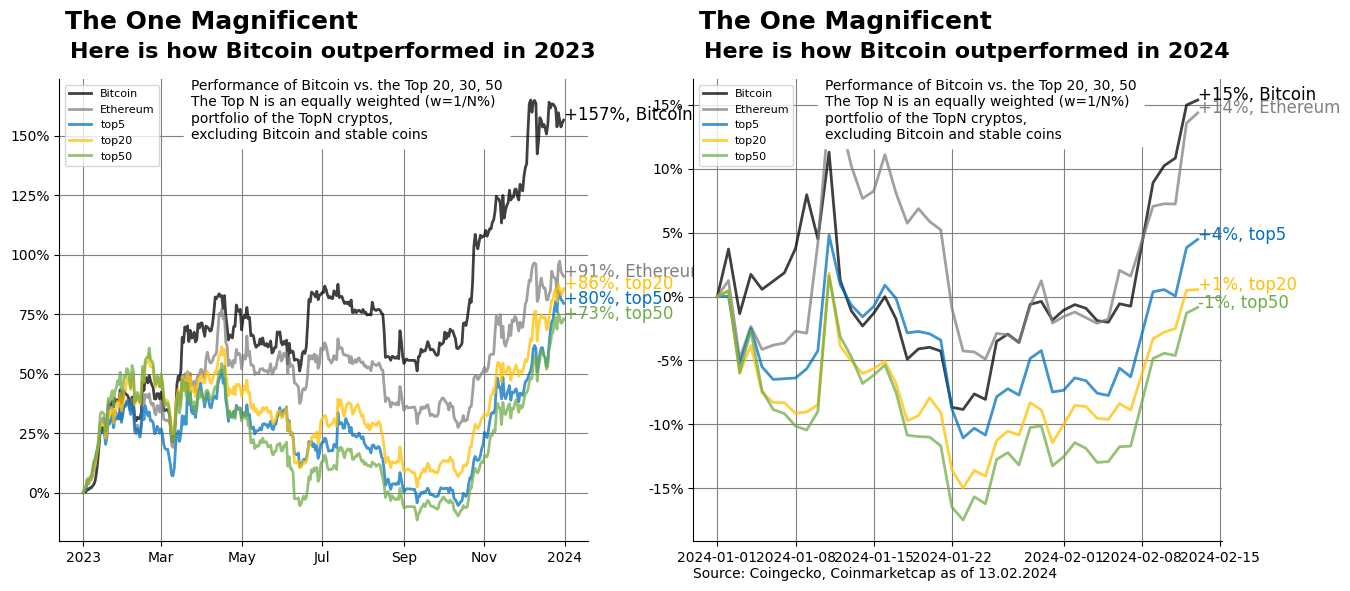 The One Magnificent
Here is how Bitcoin outperformed in 2023
Performance of Bitcoin vs. the Top 20, 30, 50
The Top N is an equally weighted (w=1/N%)
portfolio of the TopN cryptos,
excluding Bitcoin and stable coins
Bitcoin
Ethereum
top5
top20
top50
150%
125%
100%
75%
50%
25%
0%
+157%, Bitcoin
+91%, Ethereum
+86%, top20
+80%, top50
+73%, top50
2023 Mar May Jul Sep Nov 2024
The One Magnificent
Here is how Bitcoin outperformed in 2024
Performance of Bitcoin vs. the Top 20, 30, 50
The Top N is an equally weighted (w=1/N%)
portfolio of the TopN cryptos,
excluding Bitcoin and stable coins
Bitcoin
Ethereum
top5
top20
top50
15%
10%
5%
0%
-5%
-10%
-15%
+15%, Bitcoin
+14%, Ethereum
+4%, top5
+1%, top20
-1%, top50
2024-01-01 2024-01-08 2024-01-15 2024-01-22 2024-02-01 2024-02-08 2024-02-15
Source: Coingecko, Coinmarketcap as of 13.02.2024